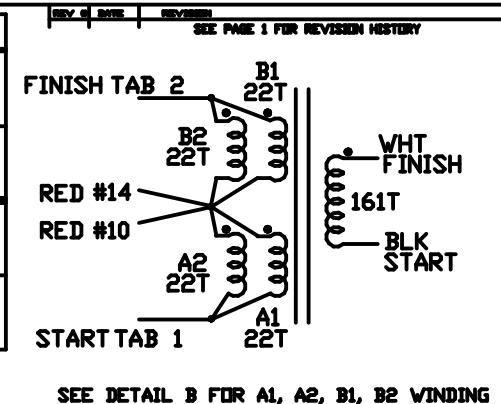 REV # DATE REVISION
SEE PAGE 1 FOR REVISION HISTORY
FINISH TAB 2
B1
22T
B2
22T
WHT
FINISH
RED #14
161T
RED #10
BLK
START
A2
22T
A1
22T
START TAB 1
SEE DETAIL B FOR A1, A2, B1, B2 WINDING